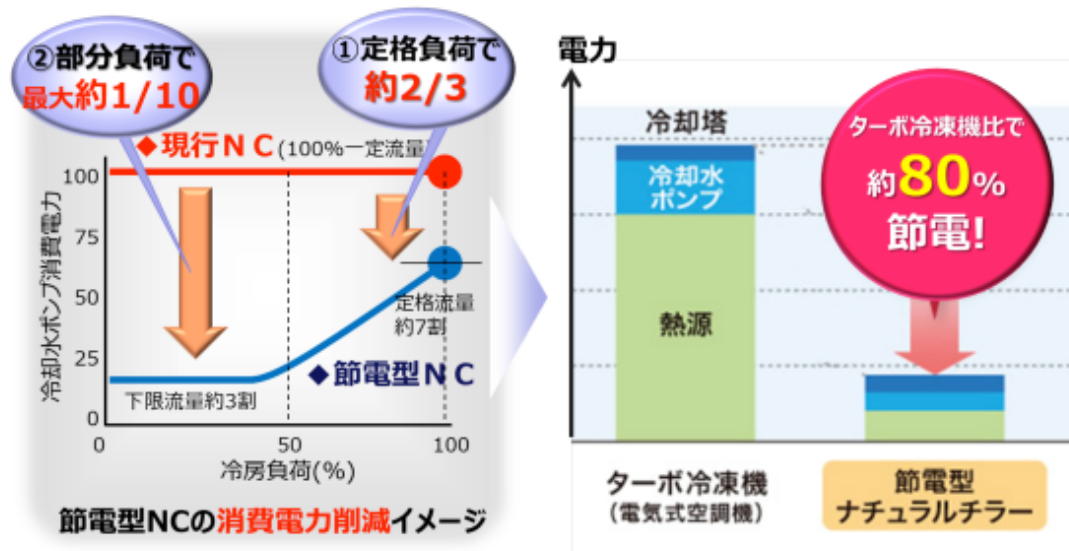 ②部分負荷で
最大約1/10
①定格負荷で
約2/3
◆現行ＮＣ(100%一定流量)
冷却水ポンプ消費電力
100
75
50
25
0
定格流量
約7割
◆節電型ＮＣ
下限流量約3割
0
50
100
冷房負荷(%)
節電型NCの消費電力削減イメージ
電力
冷却塔
冷却水
ポンプ
熱源
ターボ冷凍機比で
約80%
節電!
ターボ冷凍機
(電気式空調機)
節電型
ナチュラルチラー